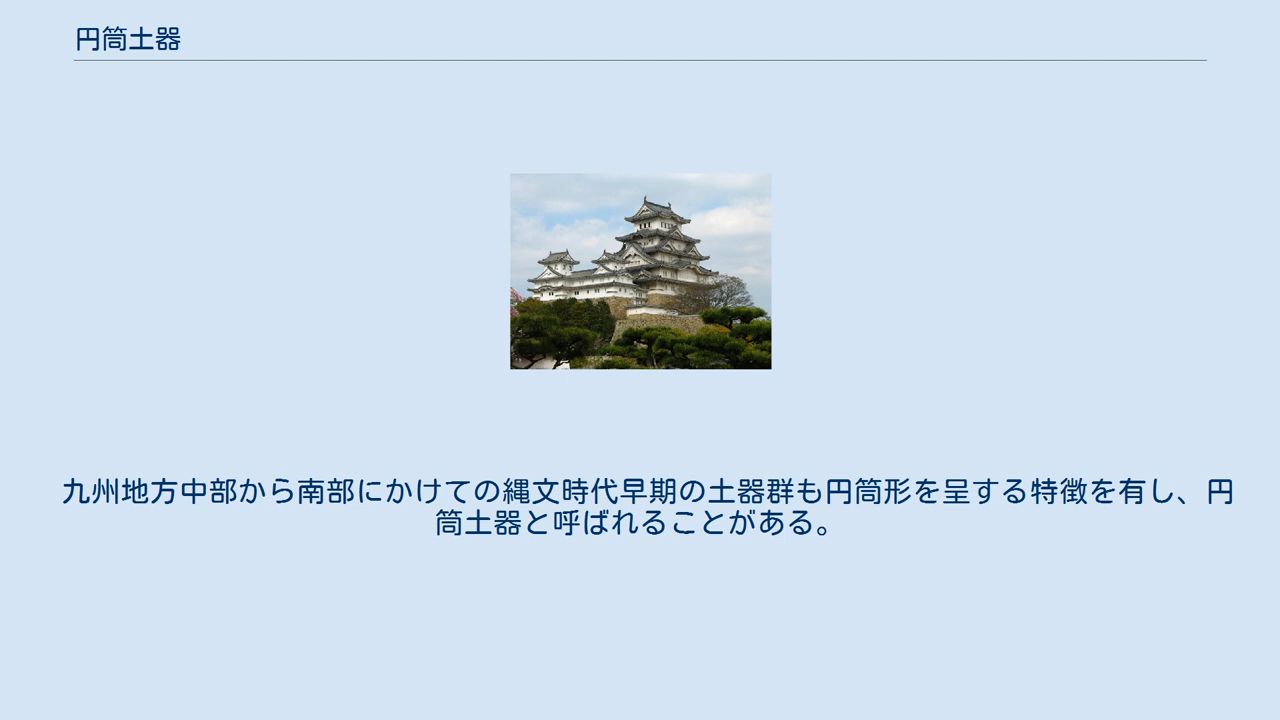 円筒土器
九州地方中部から南部にかけての縄文時代早期の土器群も円筒形を呈する特徴を有し、円
筒土器と呼ばれることがある。